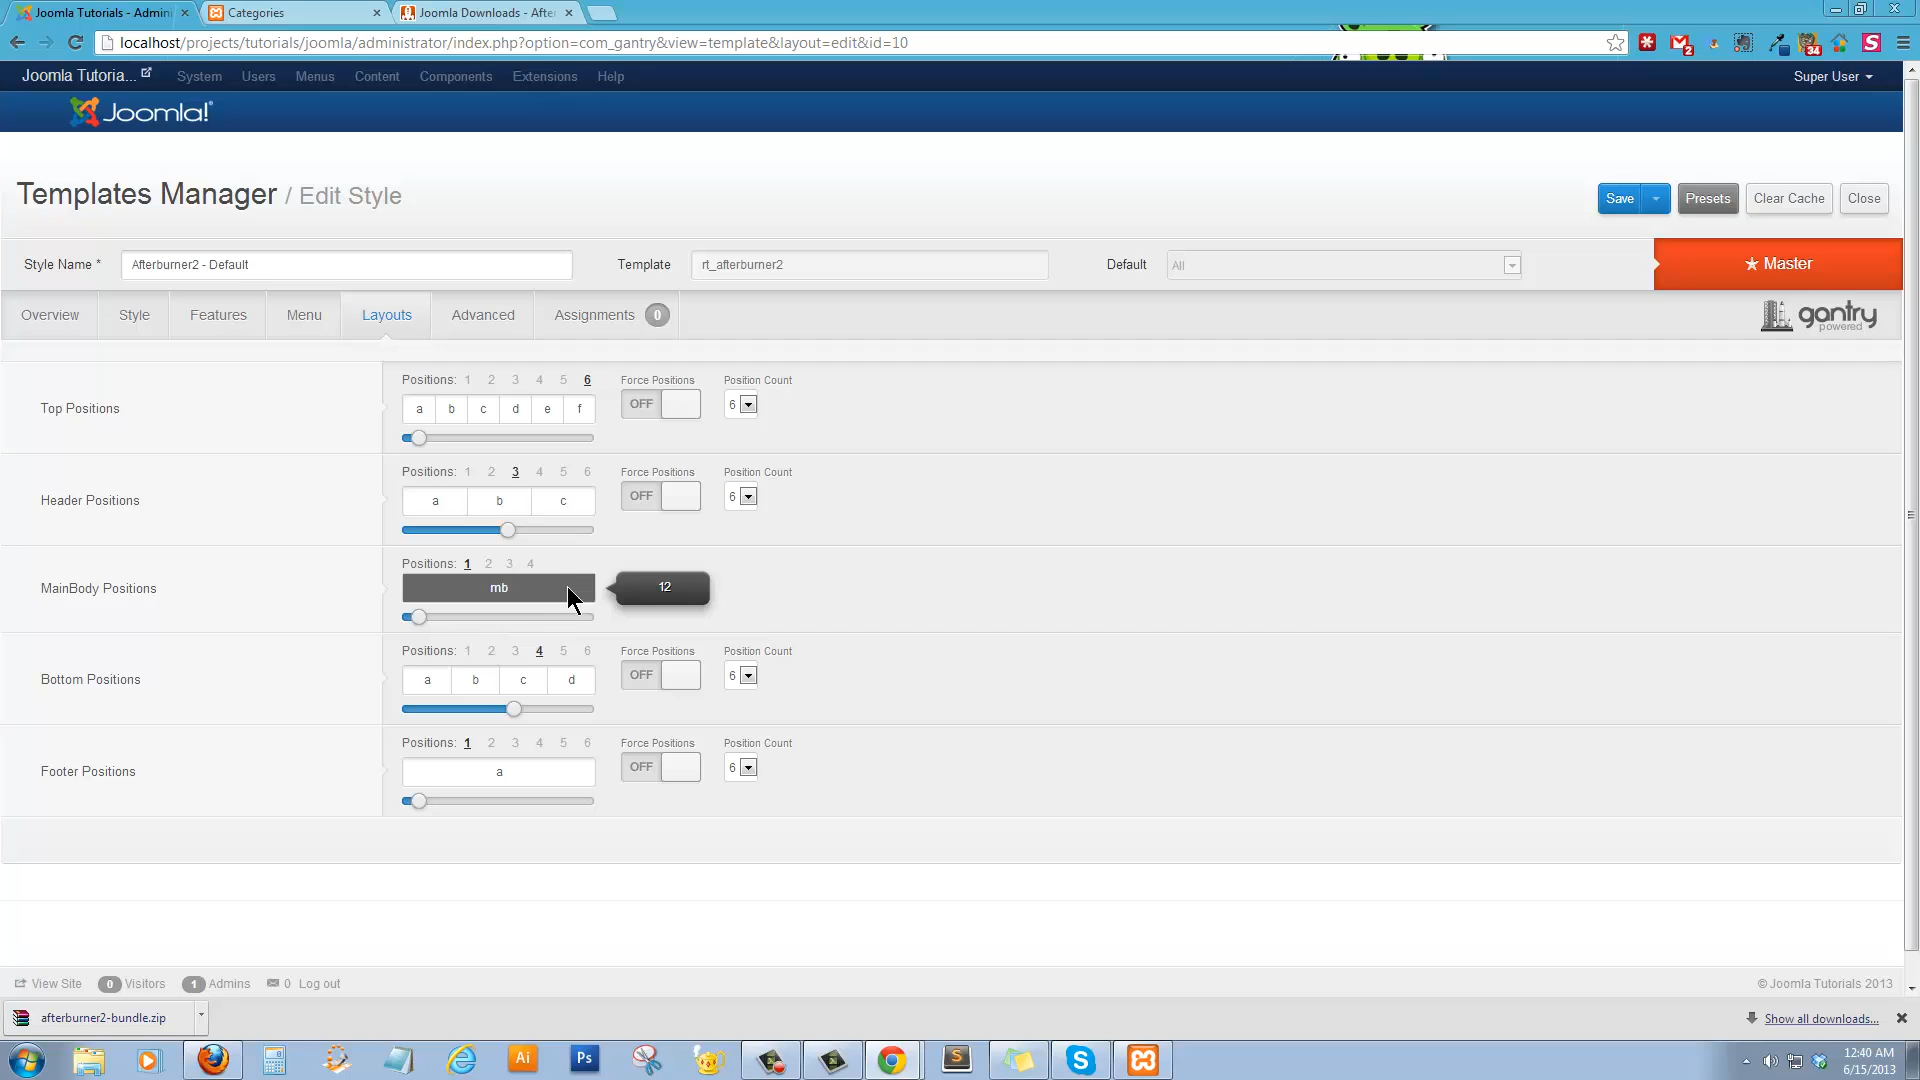 Joomla Tutorials - Admini
Categories
Joomla Downloads - After
localhost/projects/tutorials/joomla/administrator/index.php?option=com_gantry&view=template&layout=edit&id=10
2
34
Joomla Tutoria... System Users Menus Content Components Extensions Help Super User
Joomla!
Templates Manager / Edit Style
Save Presets Clear Cache Close
Style Name * Afterburner2 - Default Template rt_afterburner2 Default All Master
Overview Style Features Menu Layouts Advanced Assignments 0 gantry
powered
Positions: 1 2 3 4 5 6 Force Positions Position Count
Top Positions a b c d e f OFF 6
Positions: 1 2 3 4 5 6 Force Positions Position Count
Header Positions a b c OFF 6
Positions: 1 2 3 4
MainBody Positions mb 12
Positions: 1 2 3 4 5 6 Force Positions Position Count
Bottom Positions a b c d OFF 6
Positions: 1 2 3 4 5 6 Force Positions Position Count
Footer Positions a OFF 6
View Site 0 Visitors 1 Admins 0 Log out © Joomla Tutorials 2013
afterburner2-bundle.zip Show all downloads...
Ai Ps S
12:40 AM
6/15/2013